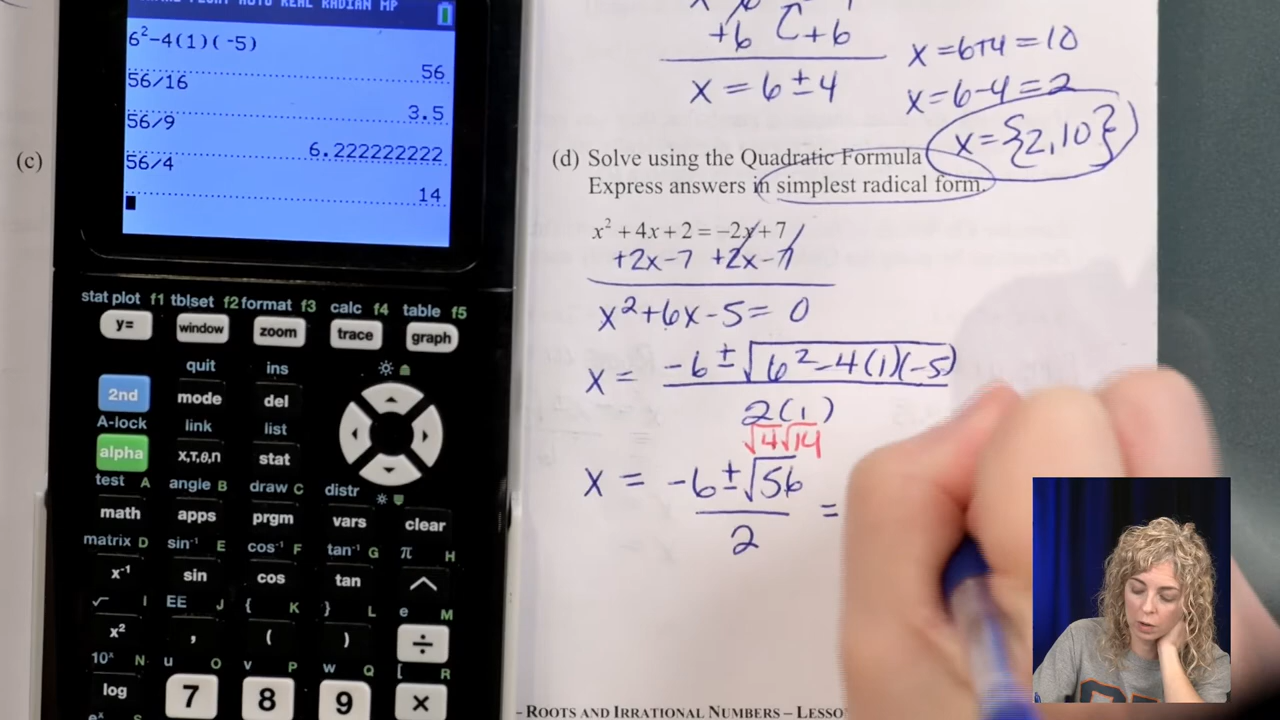 FLOAT AUTO REAL RADIAN MP
6²-4(1)(-5)
56
56/16
3.5
56/9
6.222222222
56/4
14
+6 +6
x = 6 ± 4
x = 6+4 = 10
x = 6-4 = 2
x = {2,10}
(c)
(d) Solve using the Quadratic Formula
Express answers in simplest radical form.
x² + 4x + 2 = -2x + 7
+2x-7 +2x-7
x²+6x-5 = 0
x = -6 ± √6²-4(1)(-5)
2(1)
√4√14
x = -6 ± √56
2 =
- ROOTS AND IRRATIONAL NUMBERS – LESSO
stat plot f1 tblset f2 format f3 calc f4 table f5
y= window zoom trace graph
quit ins
2nd mode del
A-lock link list
alpha x,τ,θ,n stat
test A angle B draw C distr
math apps prgm vars clear
matrix D sin⁻¹ E cos⁻¹ F tan⁻¹ G π H
x⁻¹ sin cos tan ^
√ I EE J { K } L e M
x² , ( ) ÷
10ˣ N u O v P w Q [ R
log 7 8 9 ×
eˣ